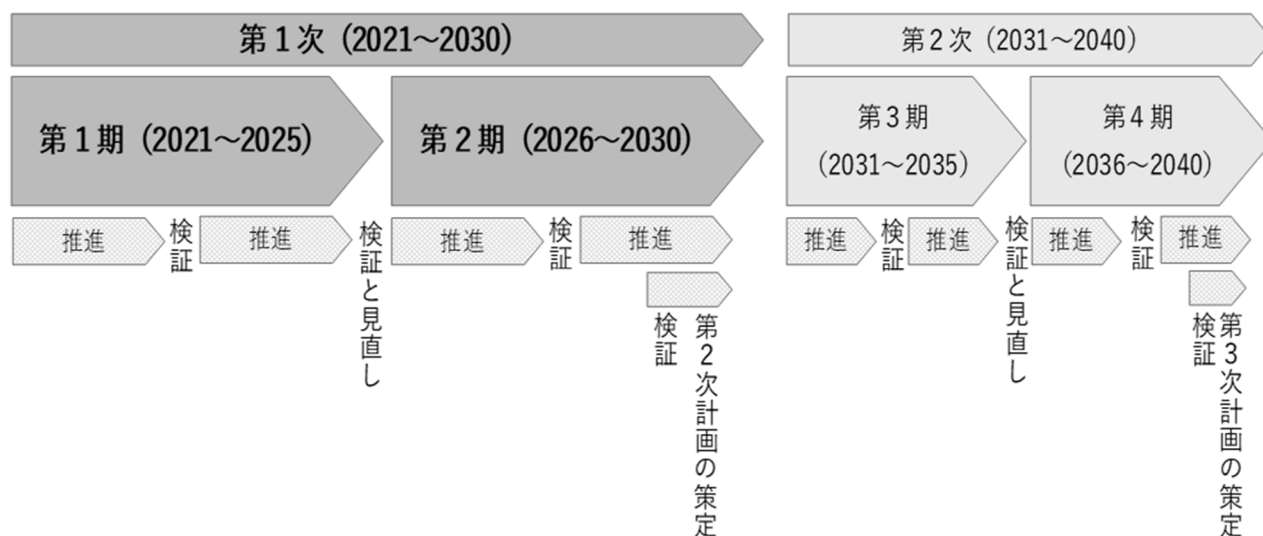 第1次（2021～2030）
第2次（2031～2040）
第1期（2021～2025）
第2期（2026～2030）
第3期
（2031～2035）
第4期
（2036～2040）
推進
検証
推進
検証と見直し
推進
検証
推進
検証
第2次計画の策定
推進
検証
推進
検証と見直し
推進
検証
推進
検証
第3次計画の策定